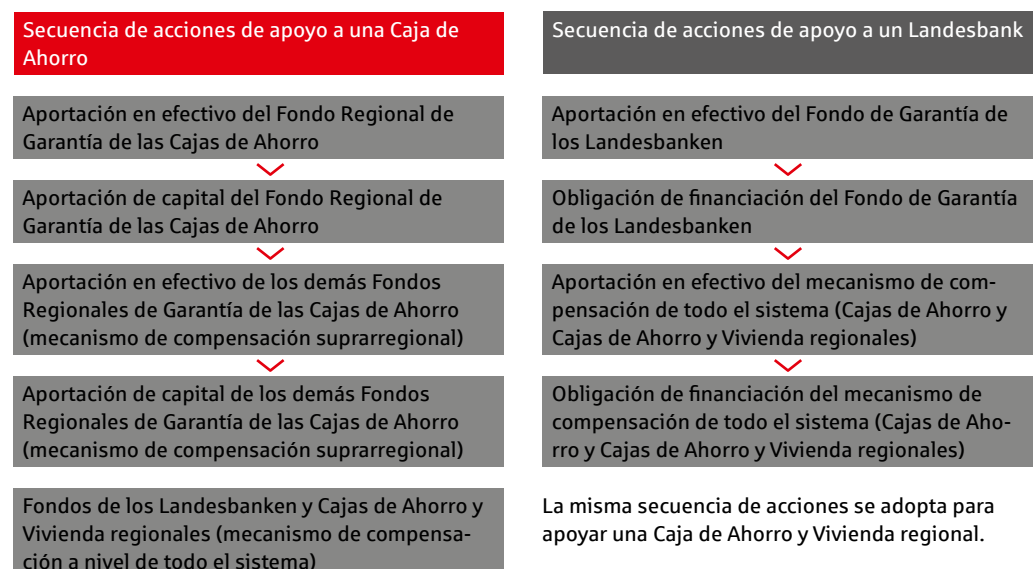 Secuencia de acciones de apoyo a una Caja de
Ahorro
Aportación en efectivo del Fondo Regional de
Garantía de las Cajas de Ahorro
Aportación de capital del Fondo Regional de
Garantía de las Cajas de Ahorro
Aportación en efectivo de los demás Fondos
Regionales de Garantía de las Cajas de Ahorro
(mecanismo de compensación suprarregional)
Aportación de capital de los demás Fondos
Regionales de Garantía de las Cajas de Ahorro
(mecanismo de compensación suprarregional)
Fondos de los Landesbanken y Cajas de Ahorro y
Vivienda regionales (mecanismo de compensa-
ción a nivel de todo el sistema)
Secuencia de acciones de apoyo a un Landesbank
Aportación en efectivo del Fondo de Garantía de
los Landesbanken
Obligación de financiación del Fondo de Garantía
de los Landesbanken
Aportación en efectivo del mecanismo de com-
pensación de todo el sistema (Cajas de Ahorro y
Cajas de Ahorro y Vivienda regionales)
Obligación de financiación del mecanismo de
compensación de todo el sistema (Cajas de Aho-
rro y Cajas de Ahorro y Vivienda regionales)
La misma secuencia de acciones se adopta para
apoyar una Caja de Ahorro y Vivienda regional.